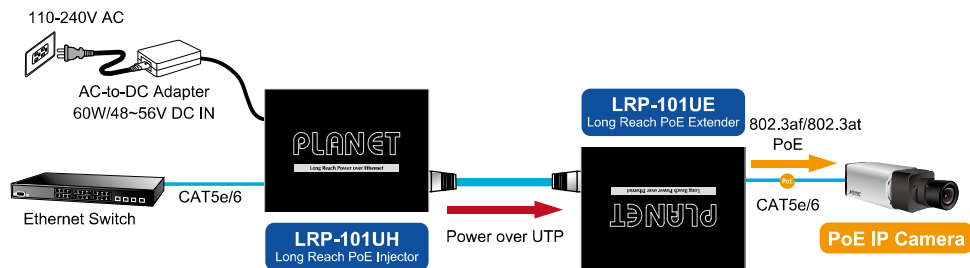 110-240V AC
AC-to-DC Adapter
60W/48~56V DC IN
PLANET
Long Reach Power over Ethernet
Ethernet Switch
CAT5e/6
LRP-101UH
Long Reach PoE Injector
Power over UTP
LRP-101UE
Long Reach PoE Extender
Long Reach Power over Ethernet
PLANET
802.3af/802.3at
PoE
PoE
CAT5e/6
PoE IP Camera